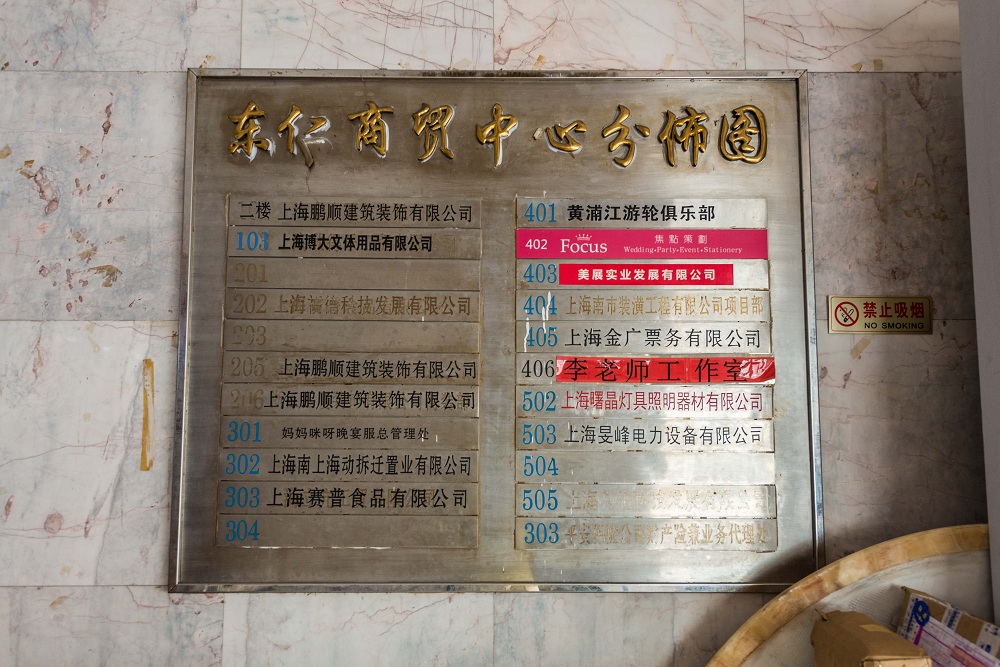 东仁商贸中心分佈图
二楼 上海鹏顺建筑装饰有限公司
103 上海博大文体用品有限公司
201
202 上海 科技发展有限公司
203
205 上海鹏顺建筑装饰有限公司
206 上海鹏顺建筑装饰有限公司
301 妈妈咪呀晚宴服总管理处
302 上海南上海动拆迁置业有限公司
303 上海赛普食品有限公司
304
401 黄浦江游轮俱乐部
402 Focus 焦點策劃
Wedding•Party•Event•Stationery
403 美展实业发展有限公司
404 上海南市装潢工程有限公司项目部
405 上海金广票务有限公司
406 李老师工作室
502 上海曙晶灯具照明器材有限公司
503 上海旻峰电力设备有限公司
504
505 上海
303 平安保险公司财产险兼业务代理处
禁止吸烟
NO SMOKING